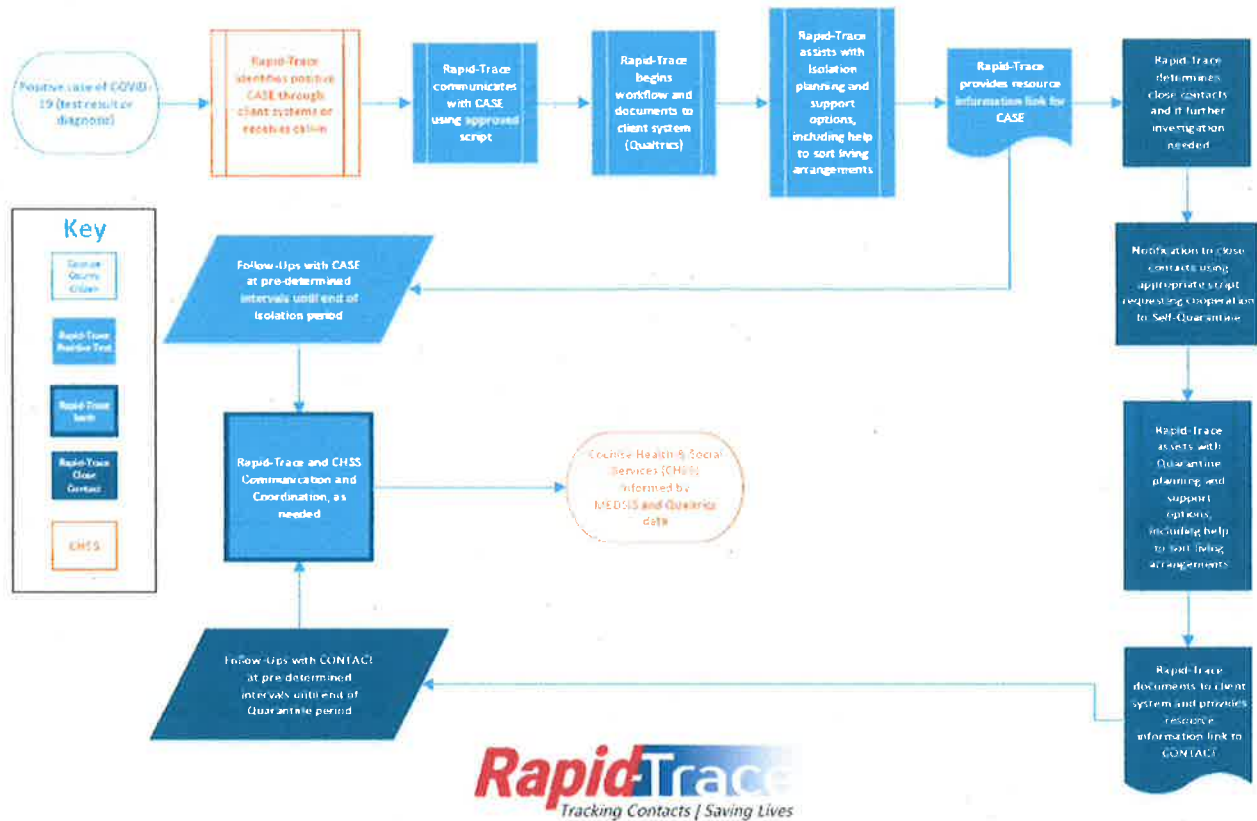 Positive case of COVID-
19 (test result or
diagnosis)
Rapid-Trace
identifies positive
CASE through
client systems or
receives call-in
Rapid-Trace
communicates
with CASE
using approved
script
Rapid-Trace
begins
workflow and
documents to
client system
(Qualtrics)
Rapid-Trace
assists with
Isolation
planning and
support
options,
including help
to sort living
arrangements
Rapid-Trace
provides resource
information link for
CASE
Rapid-Trace
determines
close contacts
and if further
investigation
needed
Key
Cochise
County
Citizen
Rapid-Trace
Positive Test
Rapid-Trace
both
Rapid-Trace
Close
Contact
CHSS
Follow-Ups with CASE
at pre-determined
intervals until end of
Isolation period
Notification to close
contacts using
appropriate script
requesting cooperation
to Self-Quarantine
Rapid-Trace and CHSS
Communication and
Coordination, as
needed
Cochise Health & Social
Services (CHSS)
informed by
MEDSIS and Qualtrics
data
Rapid-Trace
assets with
Quarantine
planning and
support
options,
including help
to sort living
arrangements
Follow-Ups with CONTACT
at pre-determined
intervals until end of
Quarantine period
Rapid-Trace
documents to client
system and provides
resource
information link to
CONTACT
Rapid-Trace
Tracking Contacts | Saving Lives